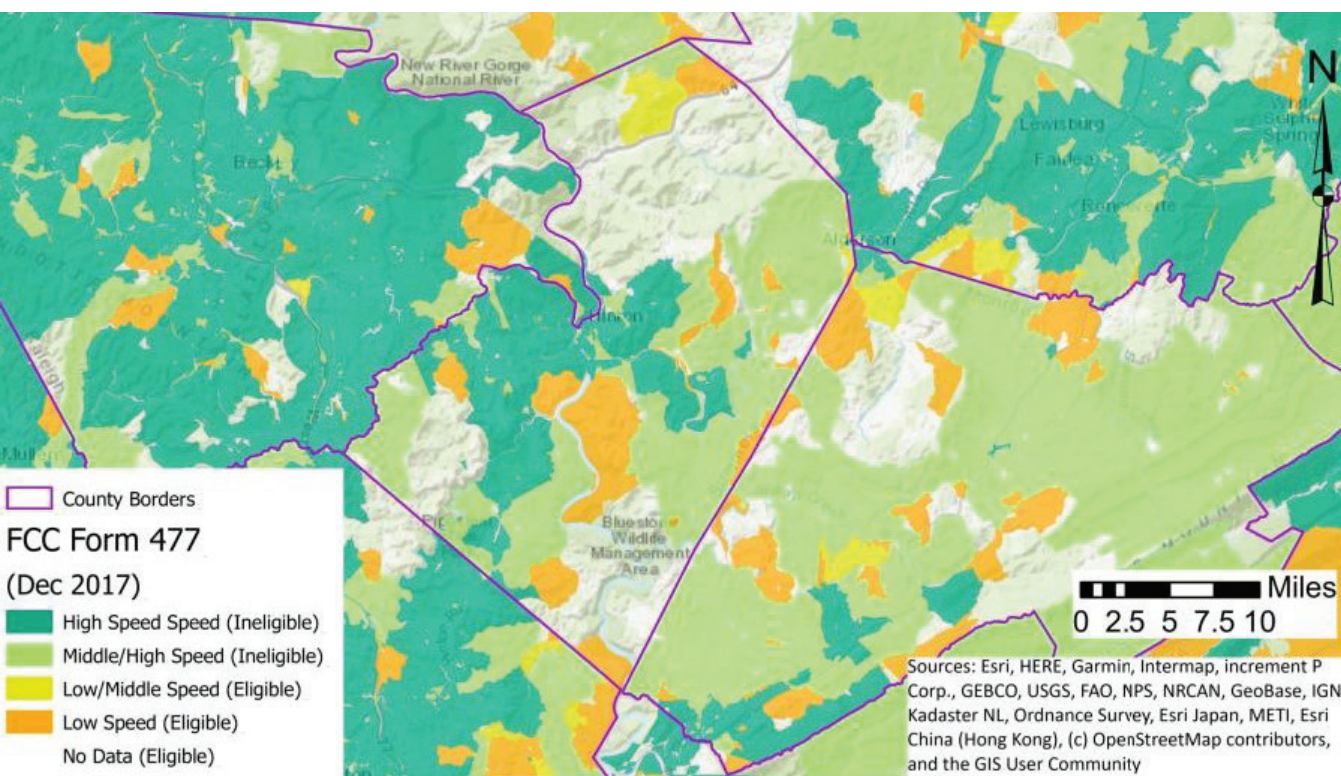 New River Gorge
National River
64
Lewisburg
Beckley
Alderson
Hinton
Raleigh
Bluestone
Wildlife
Management
Area
N
County Borders
FCC Form 477
(Dec 2017)
High Speed Speed (Ineligible)
Middle/High Speed (Ineligible)
Low/Middle Speed (Eligible)
Low Speed (Eligible)
No Data (Eligible)
Miles
0 2.5 5 7.5 10
Sources: Esri, HERE, Garmin, Intermap, increment P
Corp., GEBCO, USGS, FAO, NPS, NRCAN, GeoBase, IGN,
Kadaster NL, Ordnance Survey, Esri Japan, METI, Esri
China (Hong Kong), (c) OpenStreetMap contributors,
and the GIS User Community